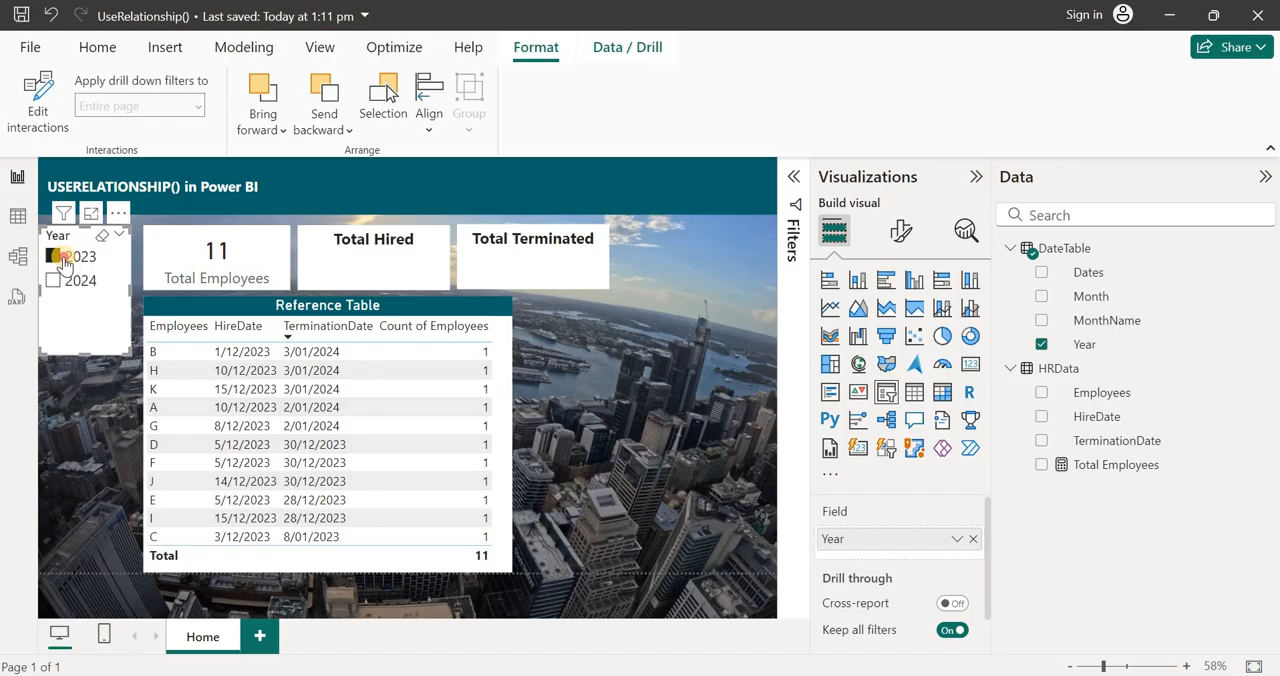 UseRelationship() • Last saved: Today at 1:11 pm
Sign in
File Home Insert Modeling View Optimize Help Format Data / Drill
Share
Edit interactions
Apply drill down filters to
Entire page
Bring forward
Send backward
Selection
Align
Group
Interactions
Arrange
USERELATIONSHIP() in Power BI
Year
2023
2024
11
Total Employees
Total Hired
Total Terminated
Reference Table
Employees HireDate TerminationDate Count of Employees
B 1/12/2023 3/01/2024 1
H 10/12/2023 3/01/2024 1
K 15/12/2023 3/01/2024 1
A 10/12/2023 2/01/2024 1
G 8/12/2023 2/01/2024 1
D 5/12/2023 30/12/2023 1
F 5/12/2023 30/12/2023 1
J 14/12/2023 30/12/2023 1
E 5/12/2023 28/12/2023 1
I 15/12/2023 28/12/2023 1
C 3/12/2023 8/01/2023 1
Total 11
Filters
Visualizations
Build visual
R
Py
123
...
Field
Year
Drill through
Cross-report Off
Keep all filters On
Data
Search
DateTable
Dates
Month
MonthName
Year
HRData
Employees
HireDate
TerminationDate
Total Employees
Home
Page 1 of 1
- + 58%